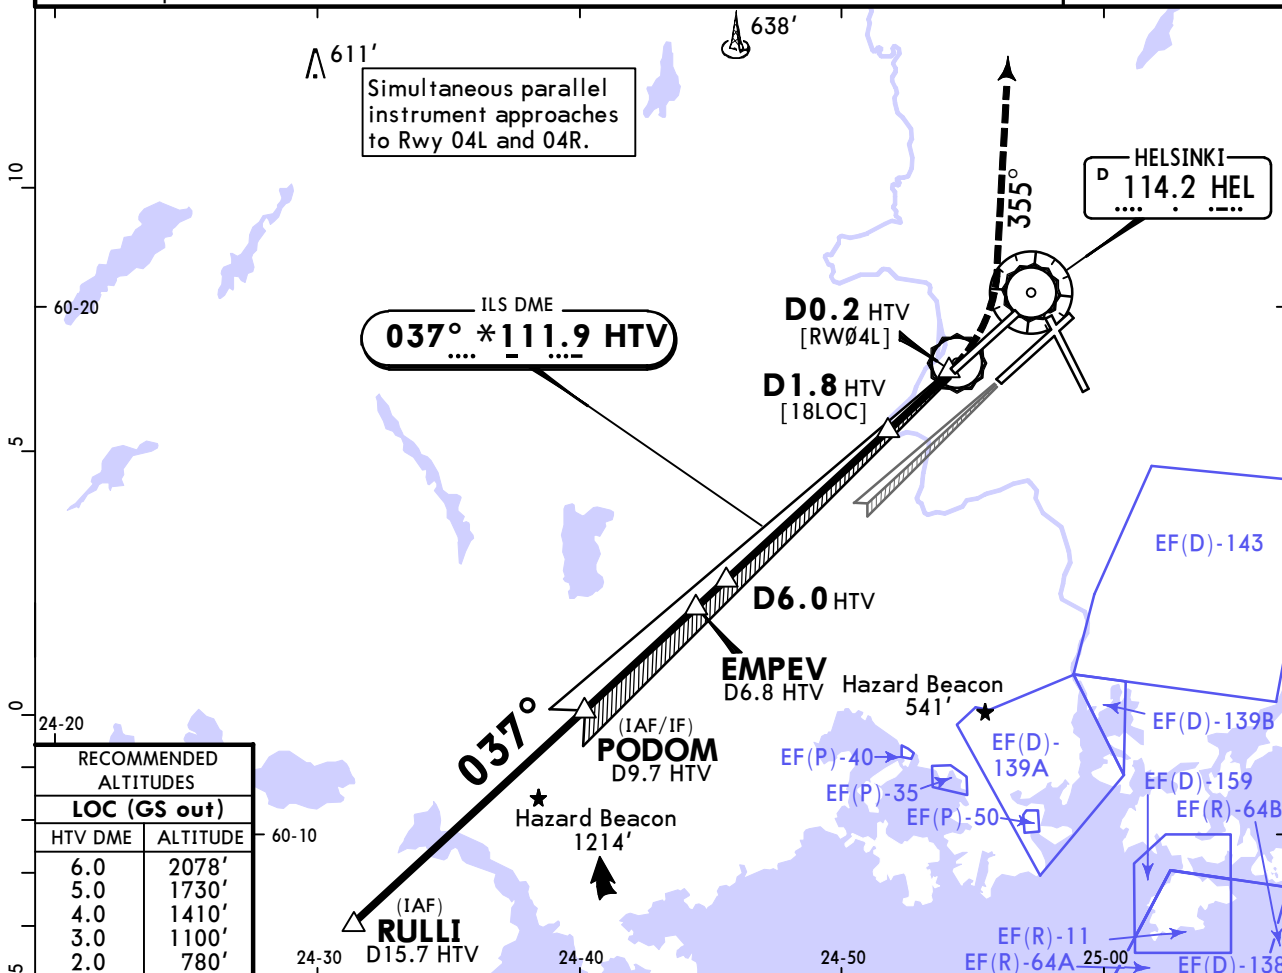 611′
638′
Simultaneous parallel
instrument approaches
to Rwy 04L and 04R.
HELSINKI
D 114.2 HEL
355°
10
60-20
ILS DME
037° *111.9 HTV
D0.2 HTV
[RWØ4L]
D1.8 HTV
[18LOC]
5
EF(D)-143
D6.0 HTV
EMPEV
D6.8 HTV
Hazard Beacon
541′
037°
0
24-20
(IAF/IF)
PODOM
D9.7 HTV
EF(D)-139B
EF(D)-
139A
EF(P)-40
EF(P)-35
EF(P)-50
EF(D)-159
EF(R)-64B
RECOMMENDED
ALTITUDES
LOC (GS out)
HTV DME ALTITUDE
6.0 2078′
5.0 1730′
4.0 1410′
3.0 1100′
2.0 780′
60-10
Hazard Beacon
1214′
(IAF)
RULLI
D15.7 HTV
EF(R)-11
EF(R)-64A
EF(D)-138
5
24-30
24-40
24-50
25-00